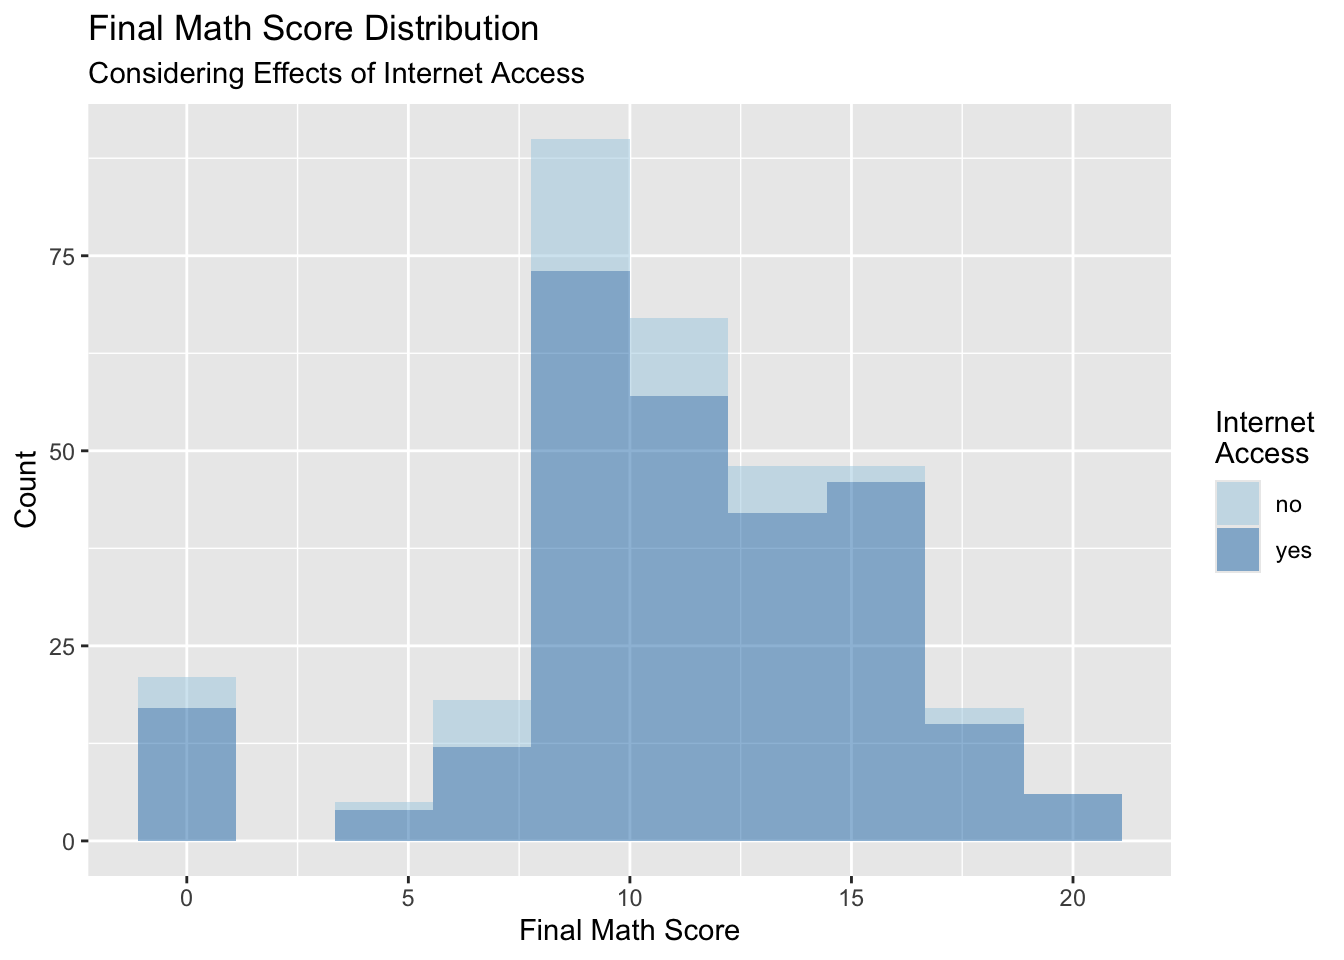 Final Math Score Distribution
Considering Effects of Internet Access
75
50
25
0
Count
0 5 10 15 20
Final Math Score
Internet
Access
no
yes